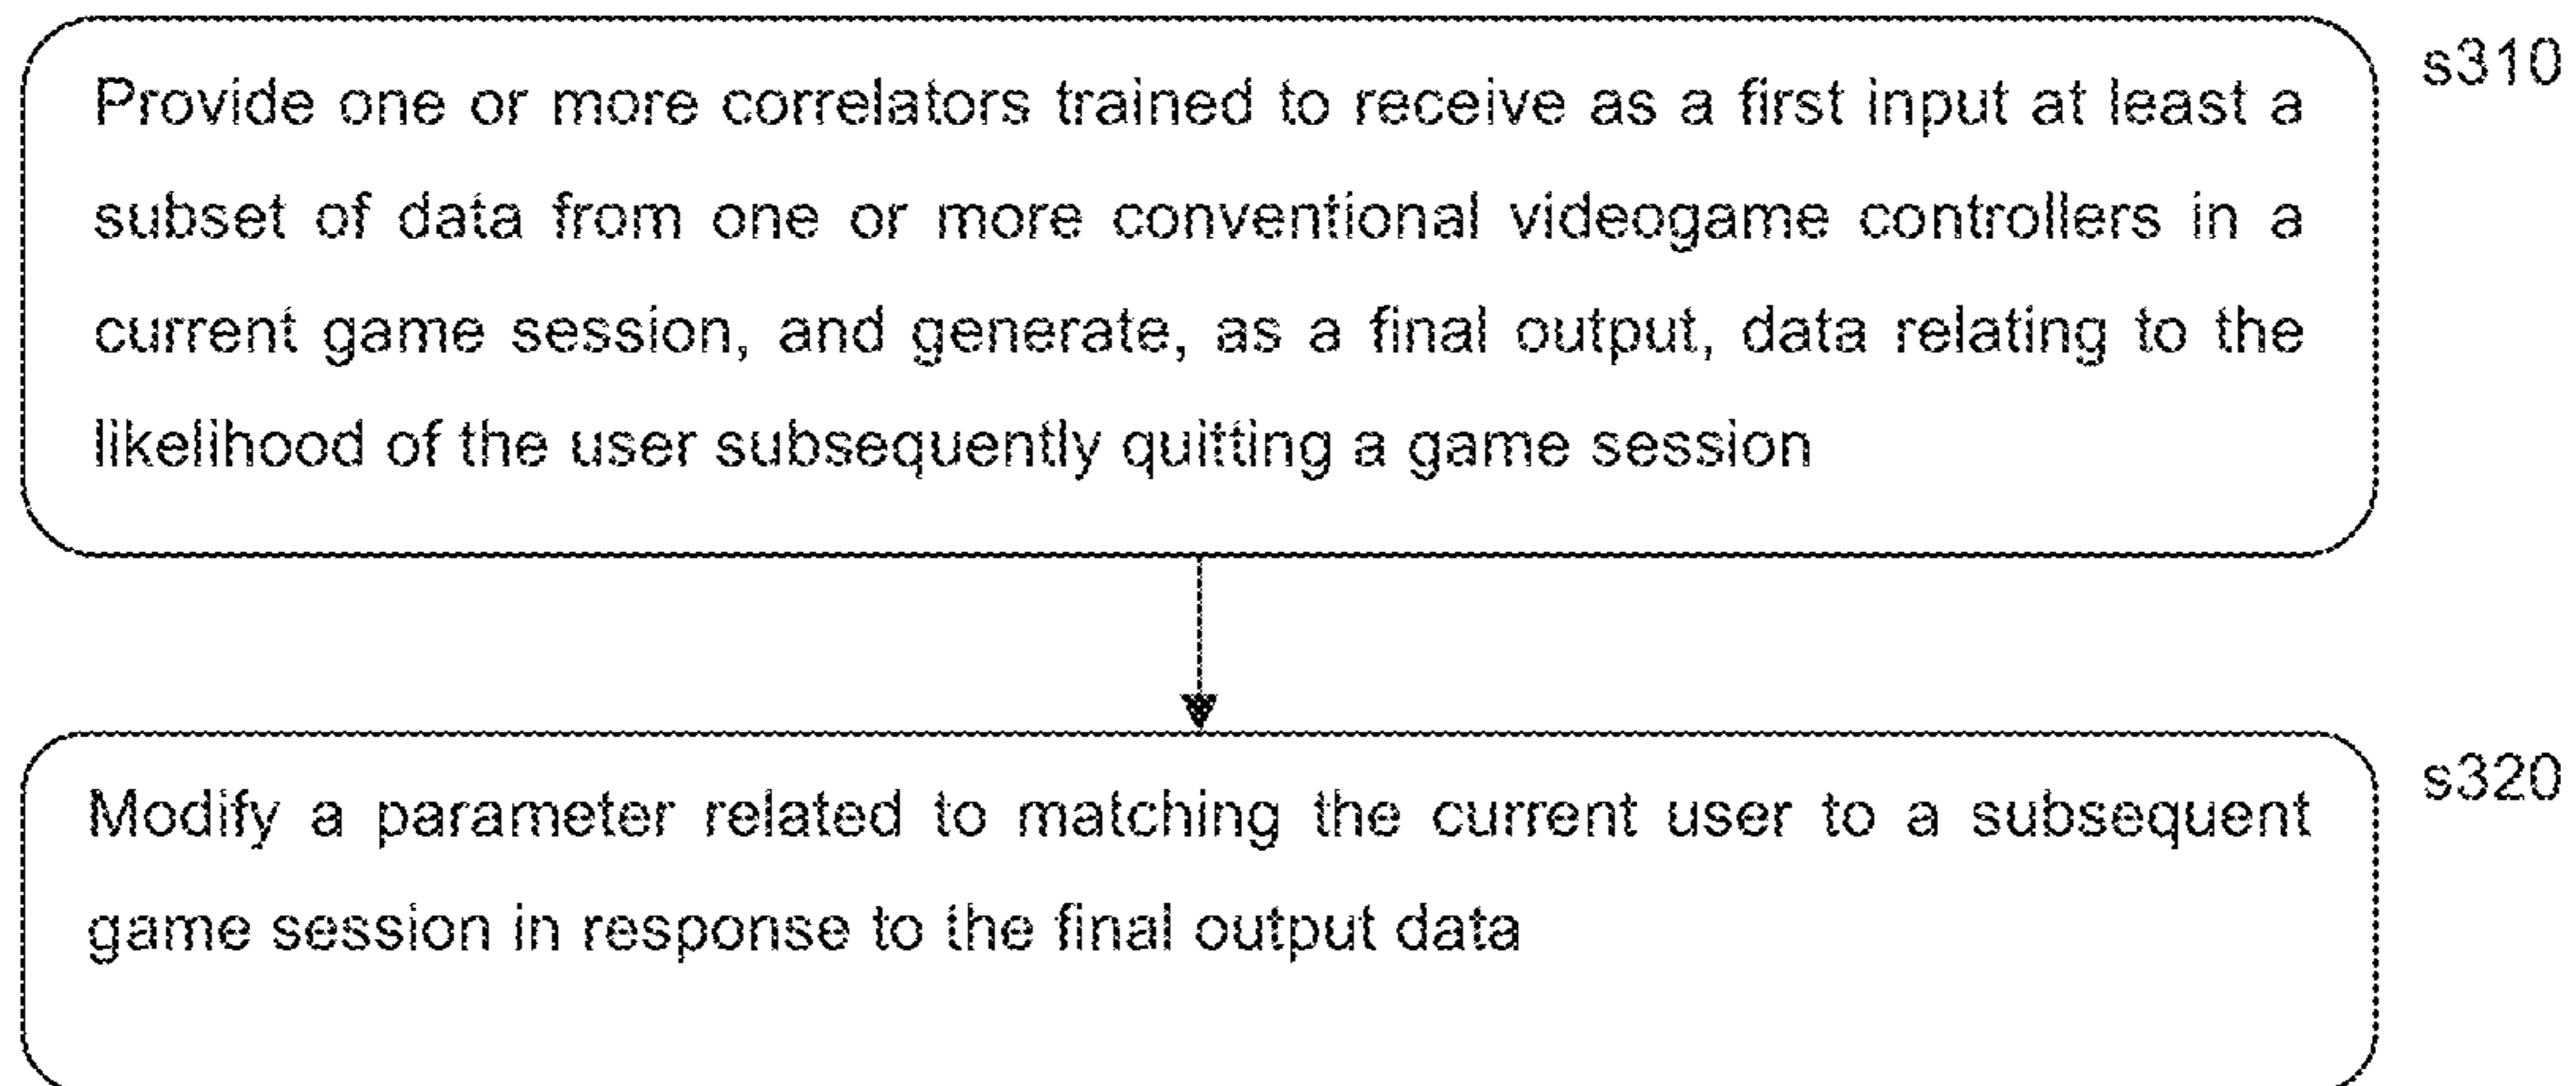 Provide one or more correlators trained to receive as a first input at least a
s310
subset of data from one or more conventional videogame controllers in a
current game session, and generate, as a final output, data relating to the
likelihood of the user subsequently quitting a game session
Modify a parameter related to matching the current user to a subsequent
s320
game session in response to the final output data